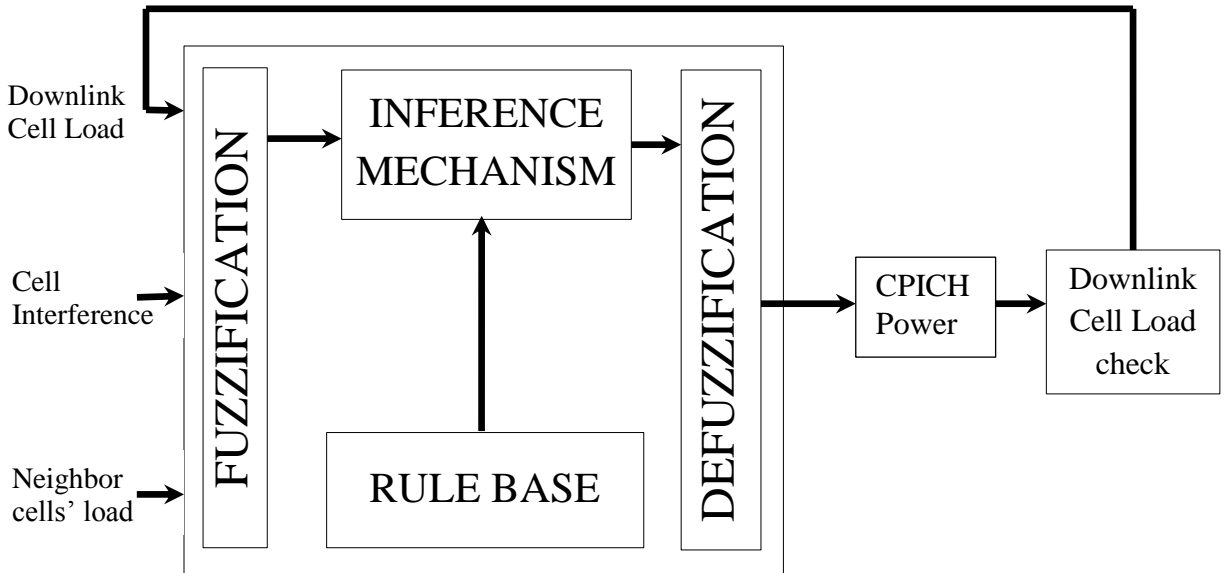 Downlink
Cell Load
Cell
Interference
Neighbor
cells’ load
FUZZIFICATION
INFERENCE
MECHANISM
RULE BASE
DEFUZZIFICATION
CPICH
Power
Downlink
Cell Load
check